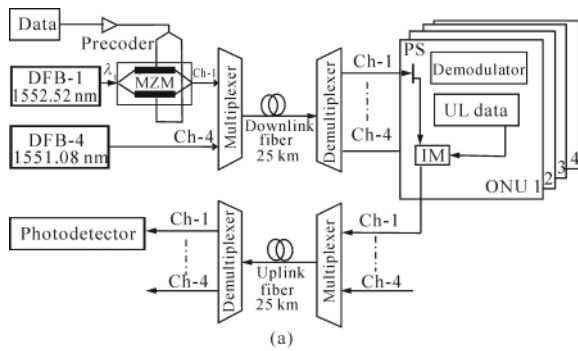 Data
Precoder
DFB-1
1552.52 nm
λ1
MZM
Ch-1
DFB-4
1551.08 nm
Ch-4
Multiplexer
Downlink
fiber
25 km
Demultiplexer
Ch-1
Ch-4
PS
Demodulator
UL data
IM
ONU 1
2
3
4
Photodetector
Ch-1
Ch-4
Demultiplexer
Uplink
fiber
25 km
Multiplexer
Ch-1
Ch-4
(a)